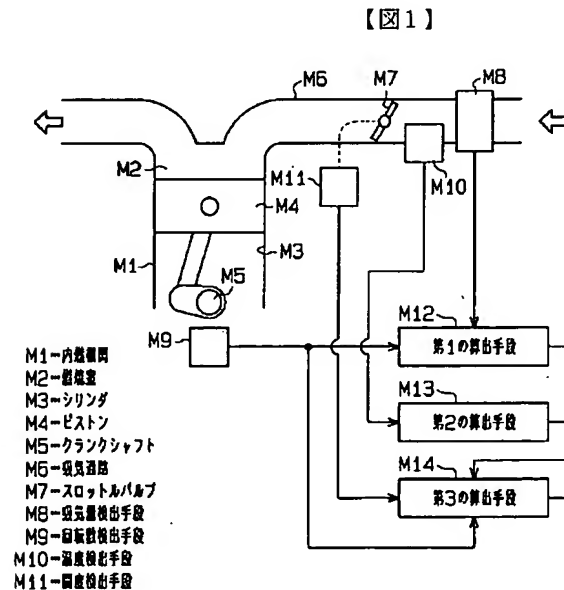 【図1】
M6
M7
M8
M2
M11
M10
M4
M1
M3
M5
M12
M9
第1の算出手段
M13
第2の算出手段
M14
第3の算出手段
M1ー内燃機関
M2ー燃焼室
M3ーシリンダ
M4ーピストン
M5ークランクシャフト
M6ー吸気通路
M7ースロットルバルブ
M8ー吸気量検出手段
M9ー回転数検出手段
M10ー温度検出手段
M11ー開度検出手段